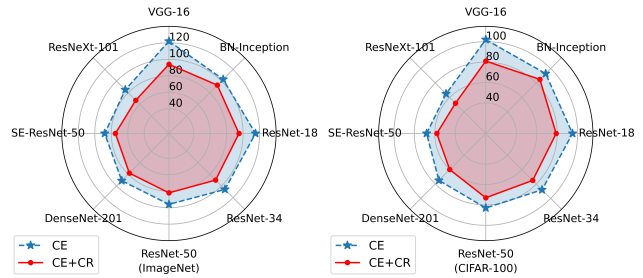 VGG-16
BN-Inception
ResNet-18
ResNet-34
ResNet-50
(ImageNet)
DenseNet-201
SE-ResNet-50
ResNeXt-101
120
100
80
60
40
CE
CE+CR
VGG-16
BN-Inception
ResNet-18
ResNet-34
ResNet-50
(CIFAR-100)
DenseNet-201
SE-ResNet-50
ResNeXt-101
100
80
60
40
CE
CE+CR